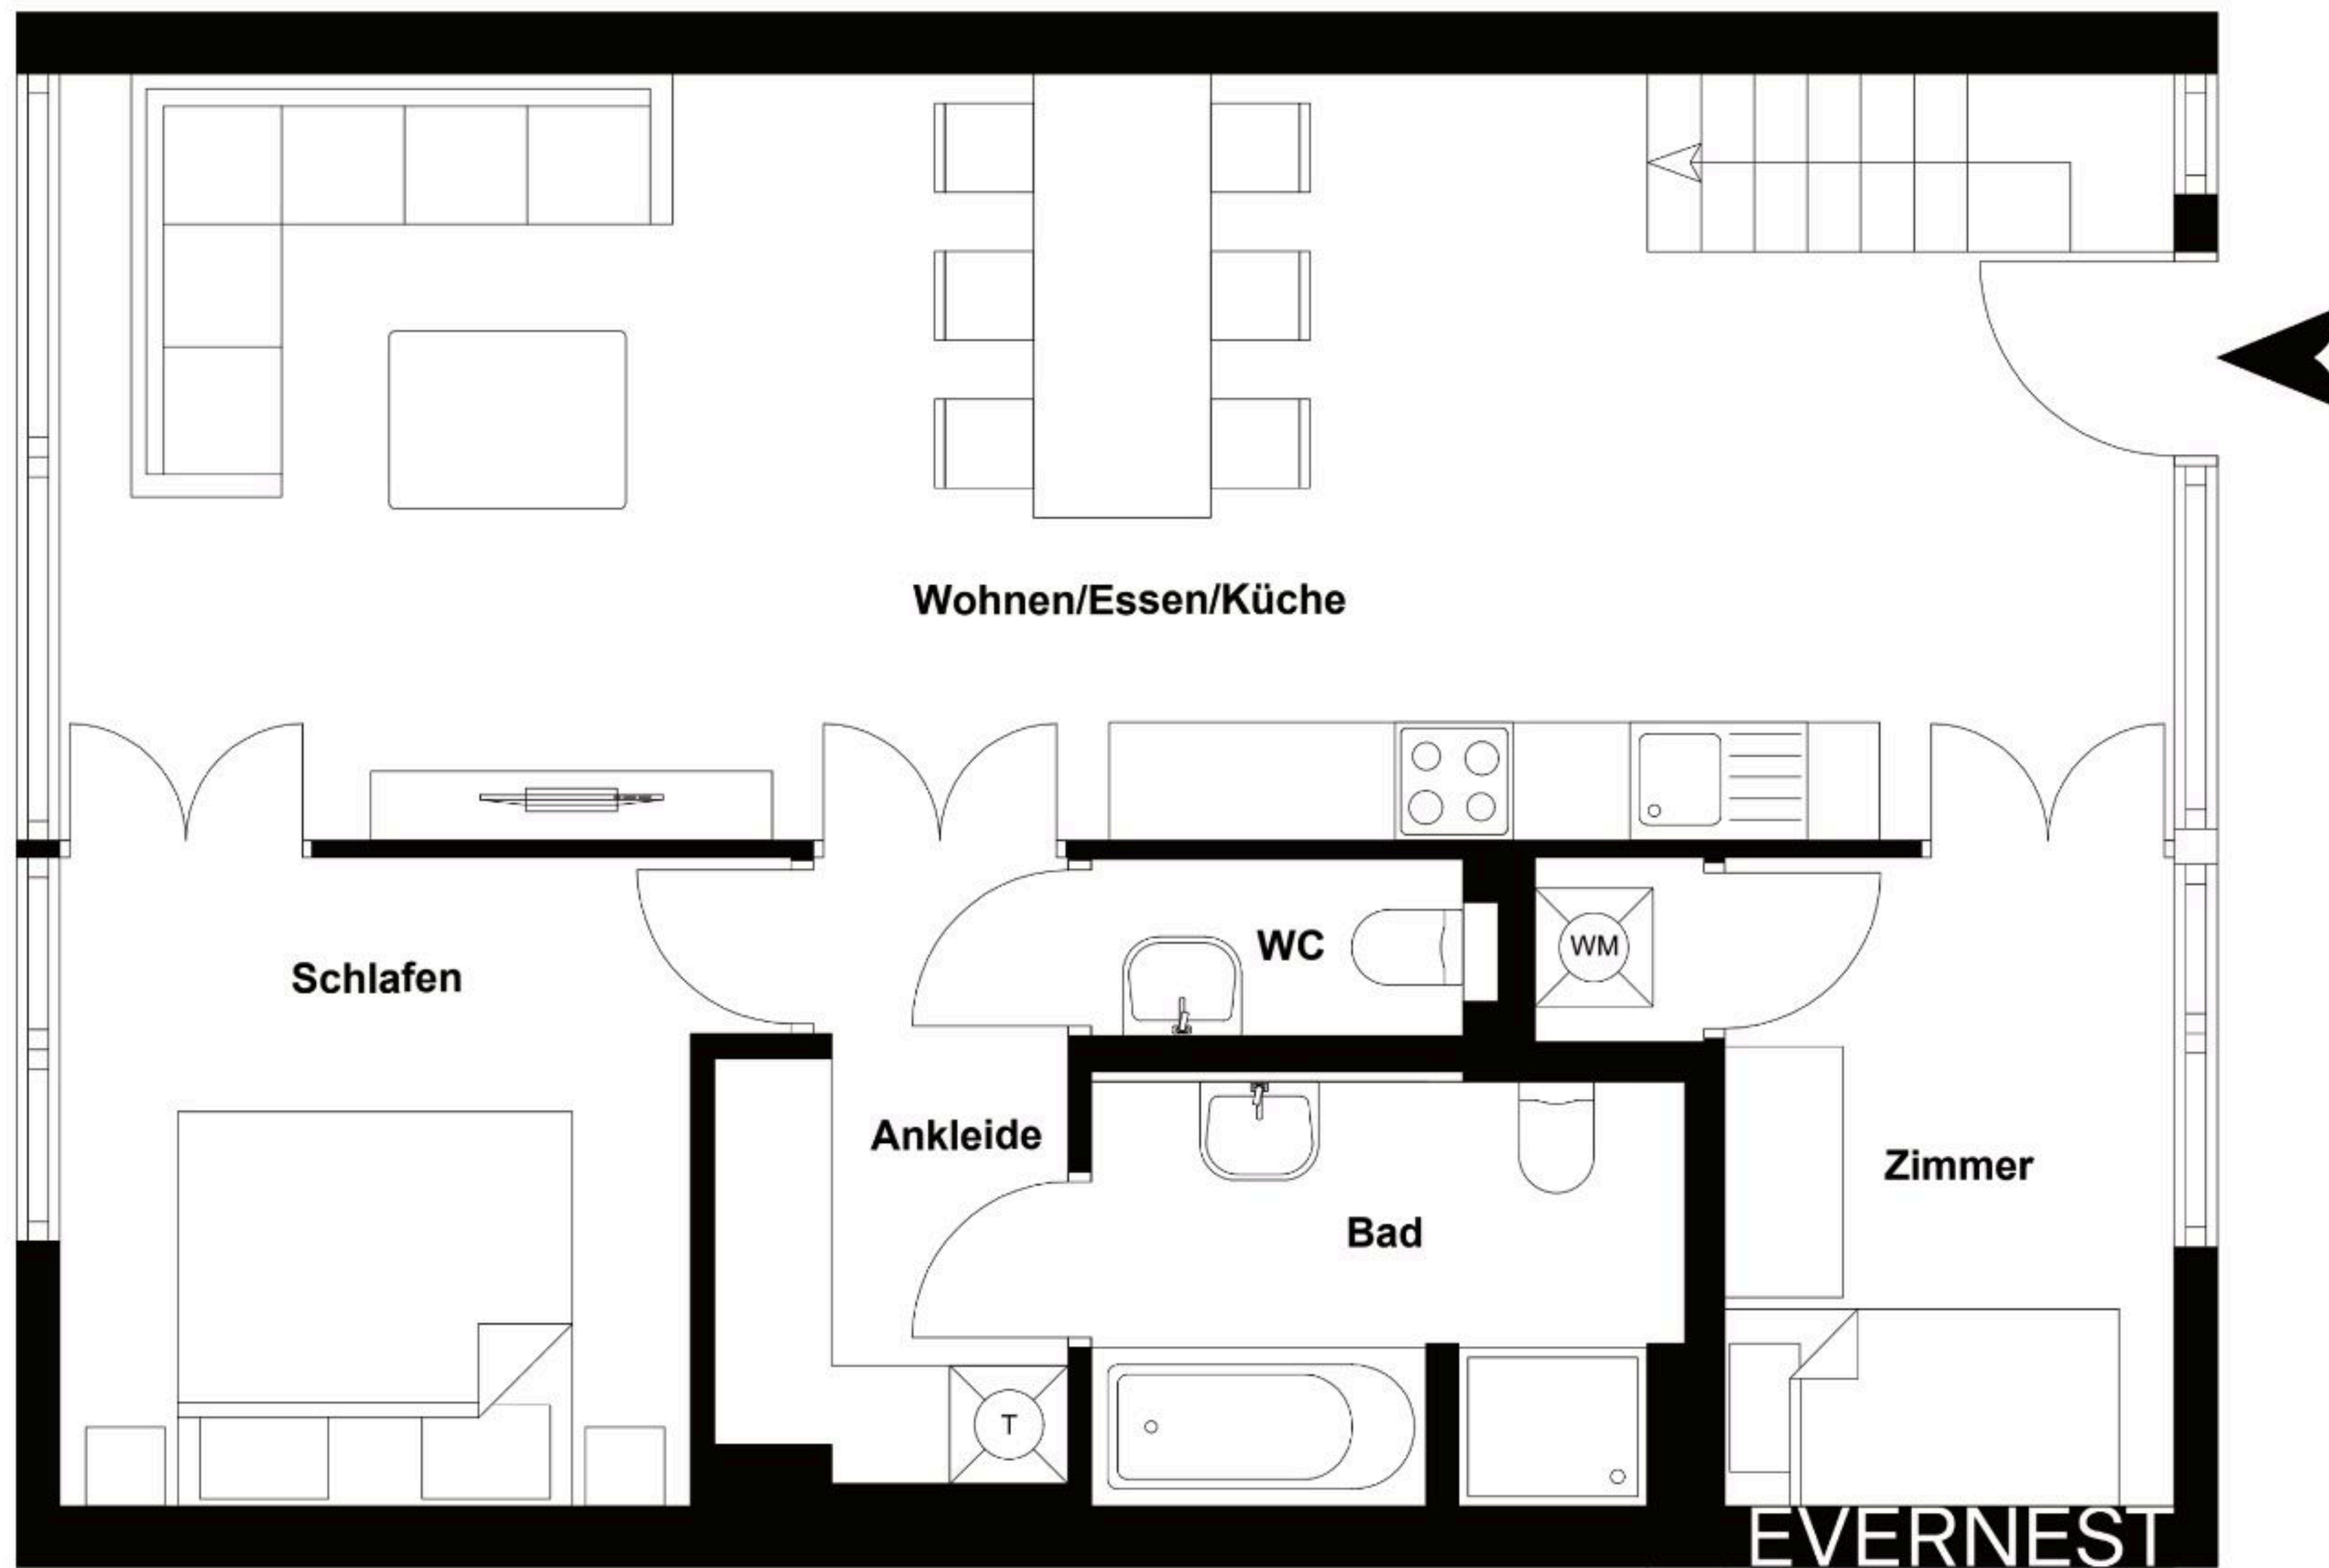 Wohnen/Essen/Küche
WC
WM
Schlafen
Ankleide
Zimmer
Bad
T
EVERNEST